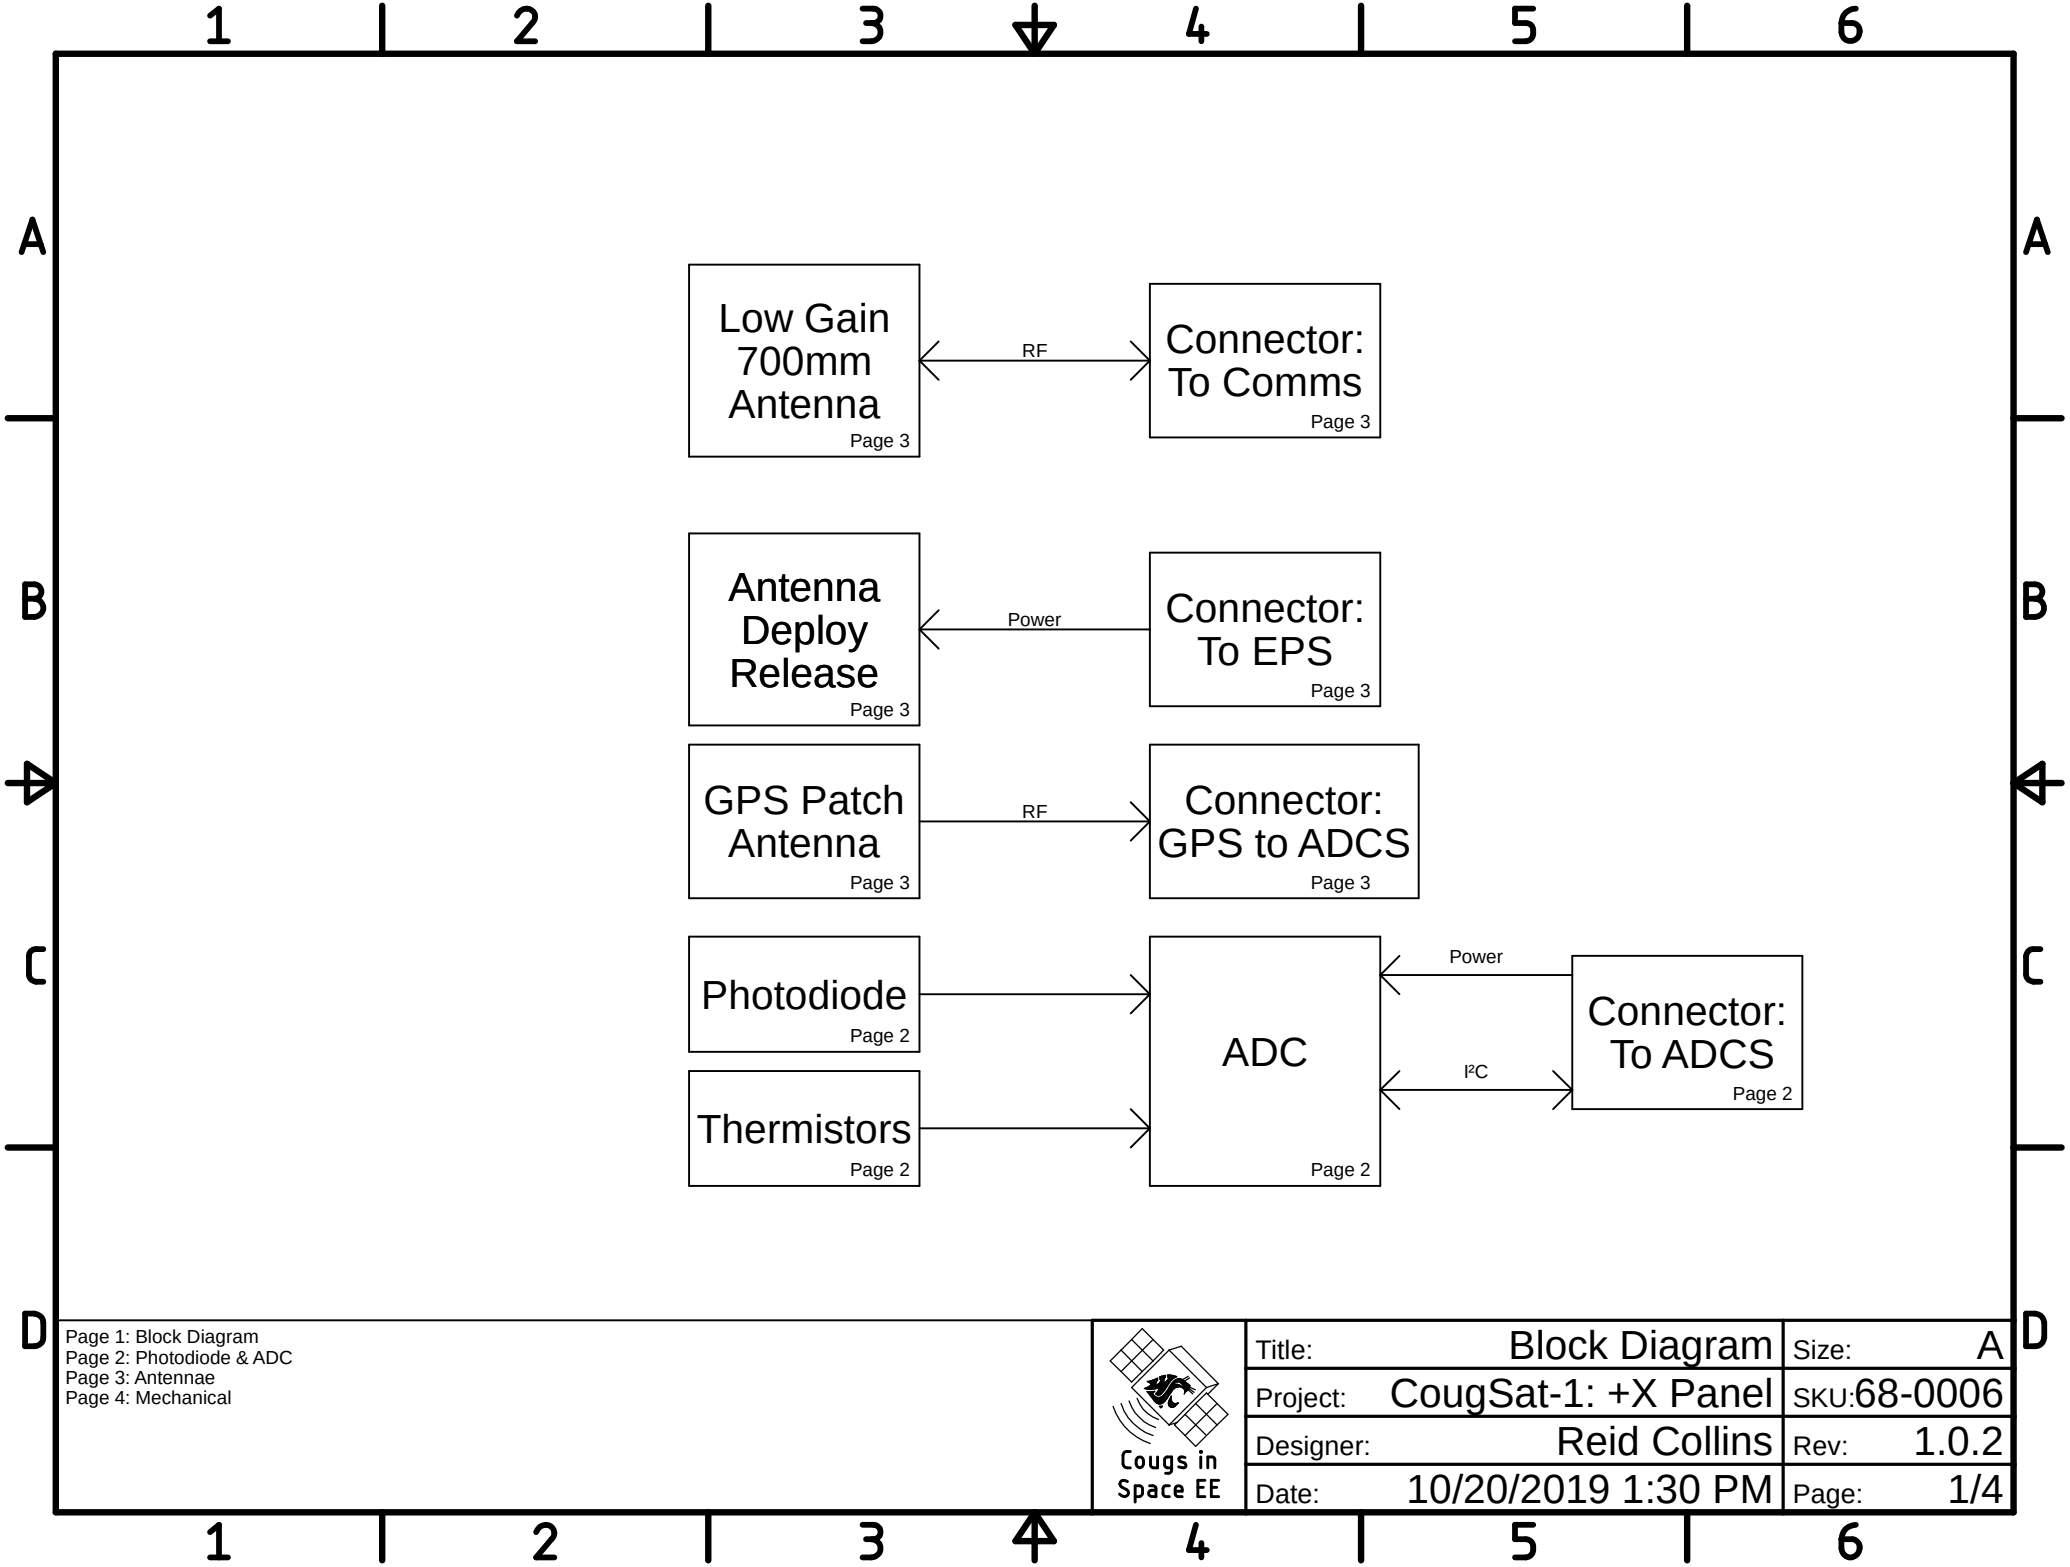 1 2 3 4 5 6
A A
Low Gain
700mm
Antenna
Page 3
RF
Connector:
To Comms
Page 3
B B
Antenna
Deploy
Release
Page 3
Power
Connector:
To EPS
Page 3
GPS Patch
Antenna
Page 3
RF
Connector:
GPS to ADCS
Page 3
C C
Photodiode
Page 2
Thermistors
Page 2
ADC
Page 2
Power
I²C
Connector:
To ADCS
Page 2
D D
Page 1: Block Diagram
Page 2: Photodiode & ADC
Page 3: Antennae
Page 4: Mechanical
Cougs in
Space EE
Title: Block Diagram Size: A
Project: CougSat-1: +X Panel SKU:68-0006
Designer: Reid Collins Rev: 1.0.2
Date: 10/20/2019 1:30 PM Page: 1/4
1 2 3 4 5 6